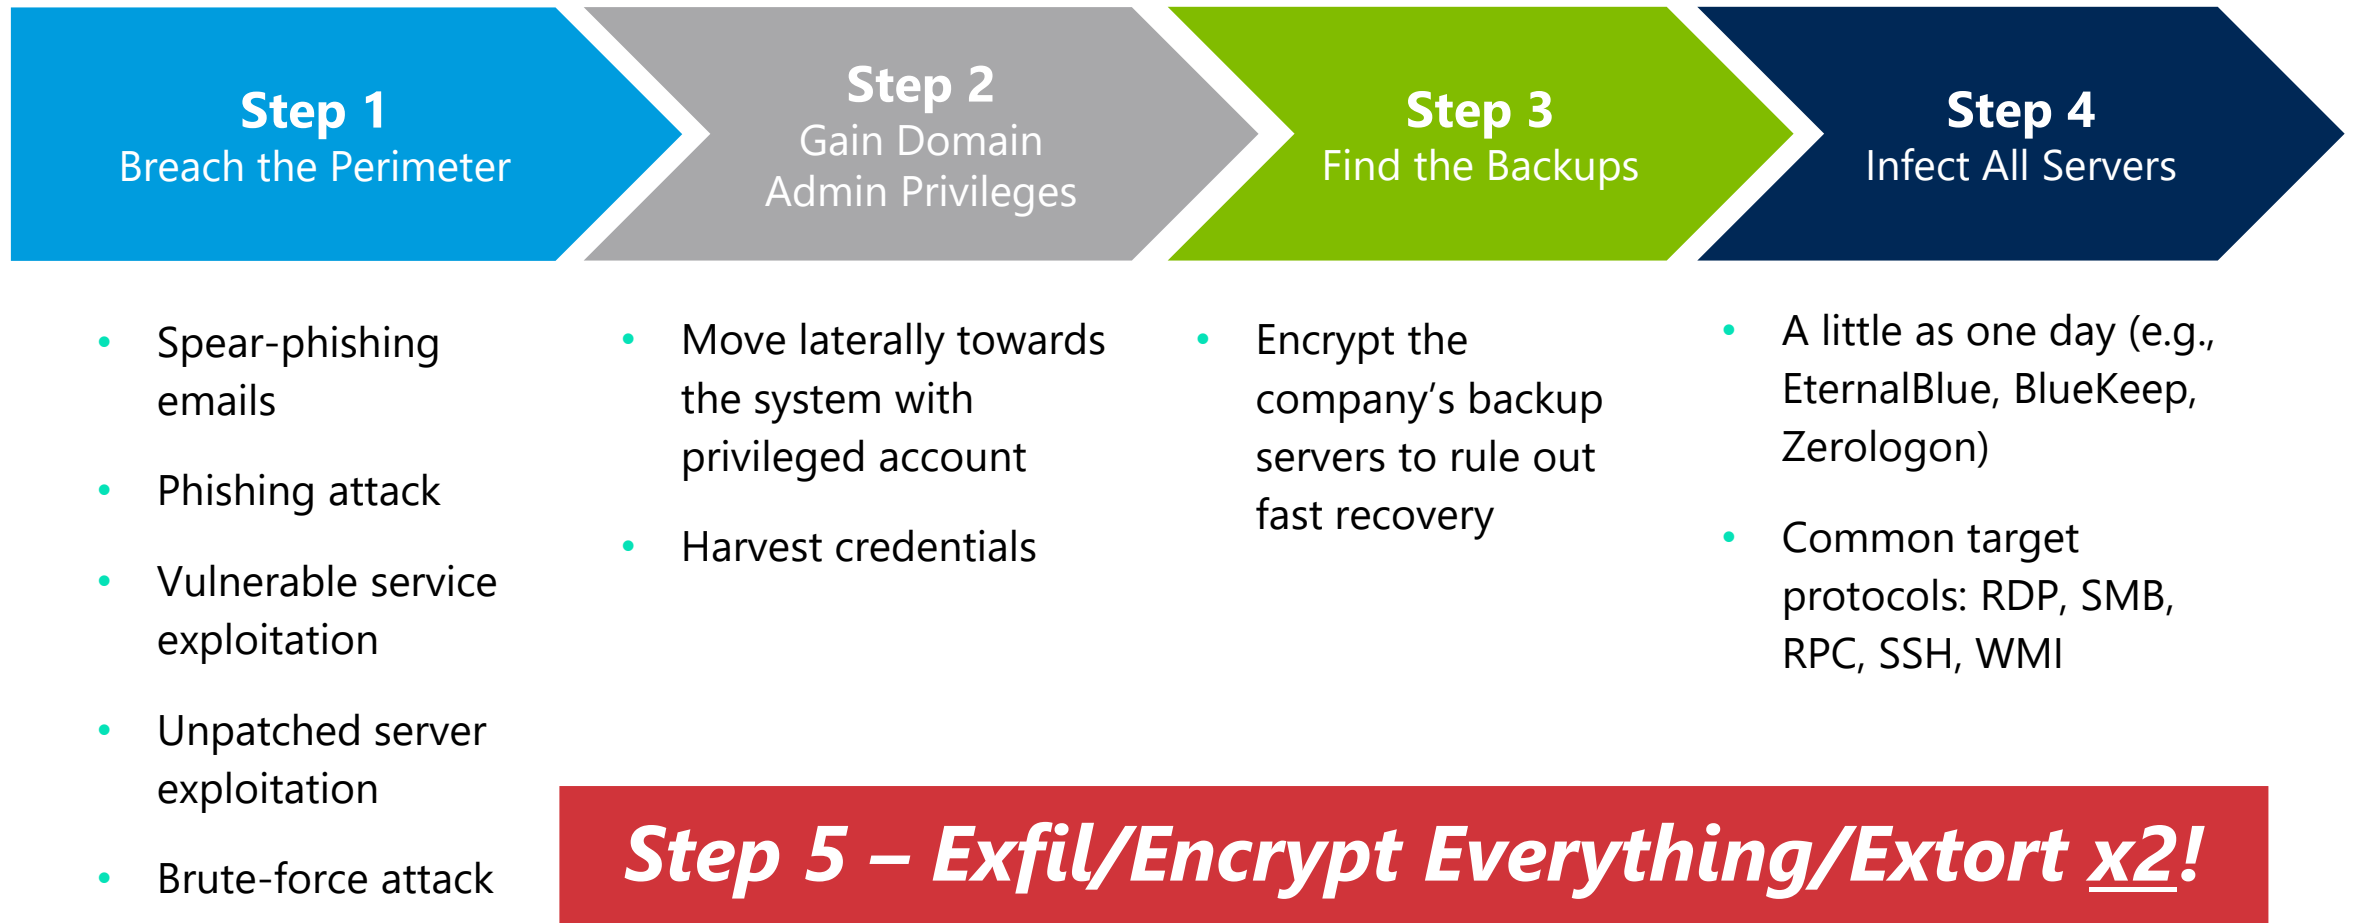 Step 1
Breach the Perimeter
Step 2
Gain Domain
Admin Privileges
Step 3
Find the Backups
Step 4
Infect All Servers
• Spear-phishing
emails
• Phishing attack
• Vulnerable service
exploitation
• Unpatched server
exploitation
• Brute-force attack
• Move laterally towards
the system with
privileged account
• Harvest credentials
• Encrypt the
company’s backup
servers to rule out
fast recovery
• A little as one day (e.g.,
EternalBlue, BlueKeep,
Zerologon)
• Common target
protocols: RDP, SMB,
RPC, SSH, WMI
Step 5 – Exfil/Encrypt Everything/Extort x2!